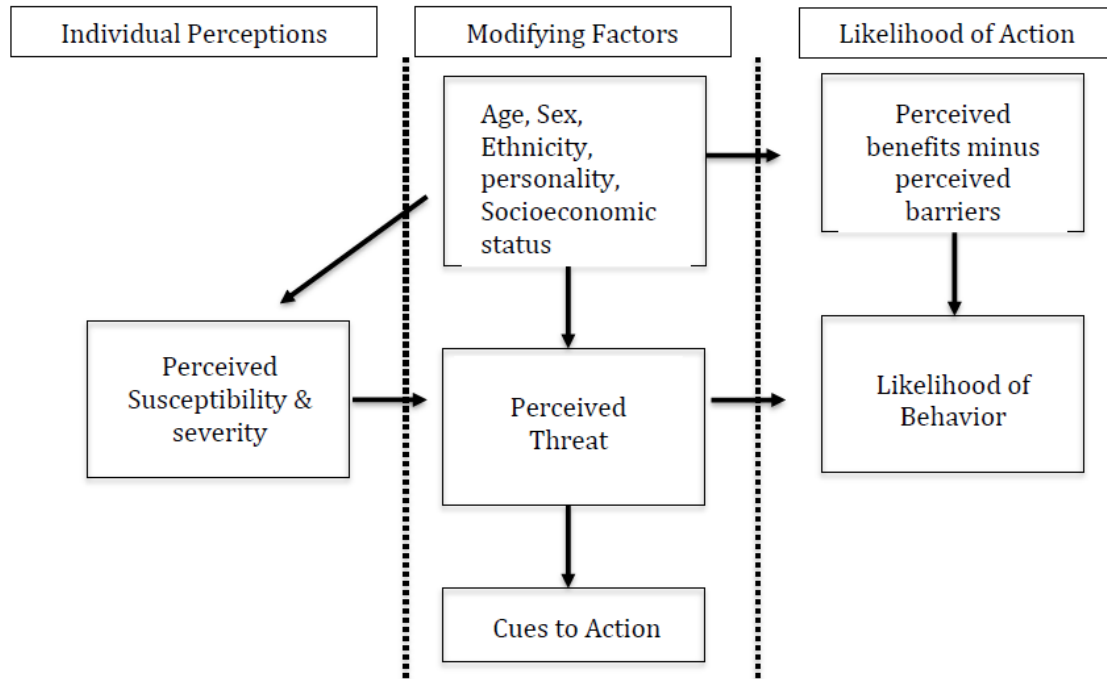 Individual Perceptions
Modifying Factors
Likelihood of Action
Age, Sex,
Ethnicity,
personality,
Socioeconomic
status
Perceived
benefits minus
perceived
barriers
Perceived
Susceptibility &
severity
Perceived
Threat
Likelihood of
Behavior
Cues to Action